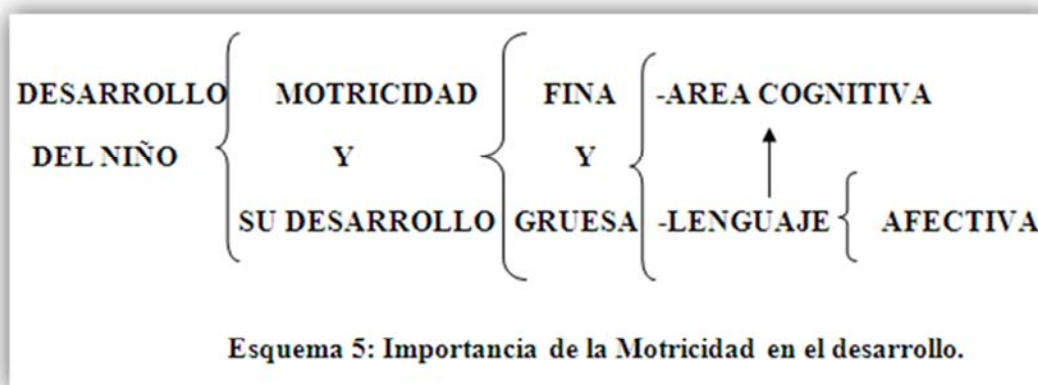 DESARROLLO MOTRICIDAD FINA -AREA COGNITIVA
DEL NIÑO Y Y
SU DESARROLLO GRUESA -LENGUAJE AFECTIVA
Esquema 5: Importancia de la Motricidad en el desarrollo.